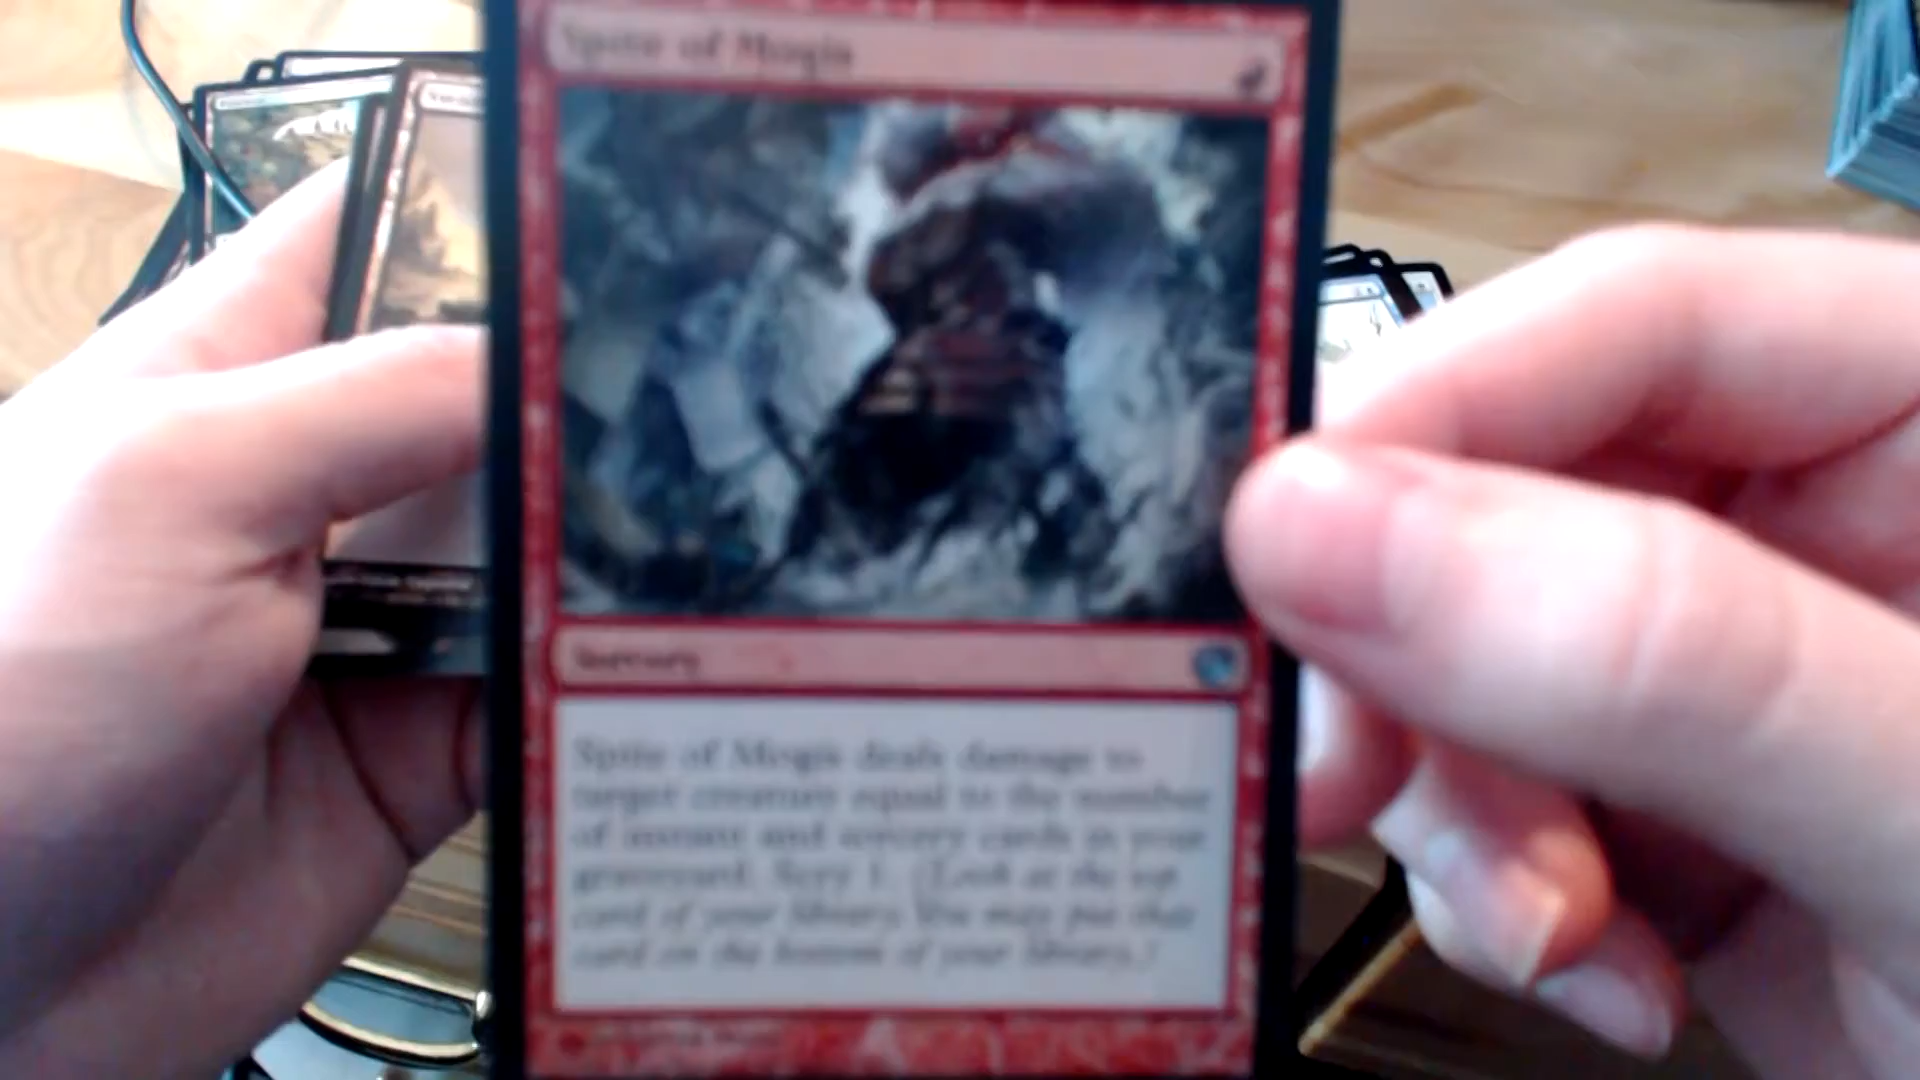 Spite of Mogis
Sorcery
Spite of Mogis deals damage to
target creature equal to the number
of instant and sorcery cards in your
graveyard. Scry 1. (Look at the top
card of your library. You may put that
card on the bottom of your library.)